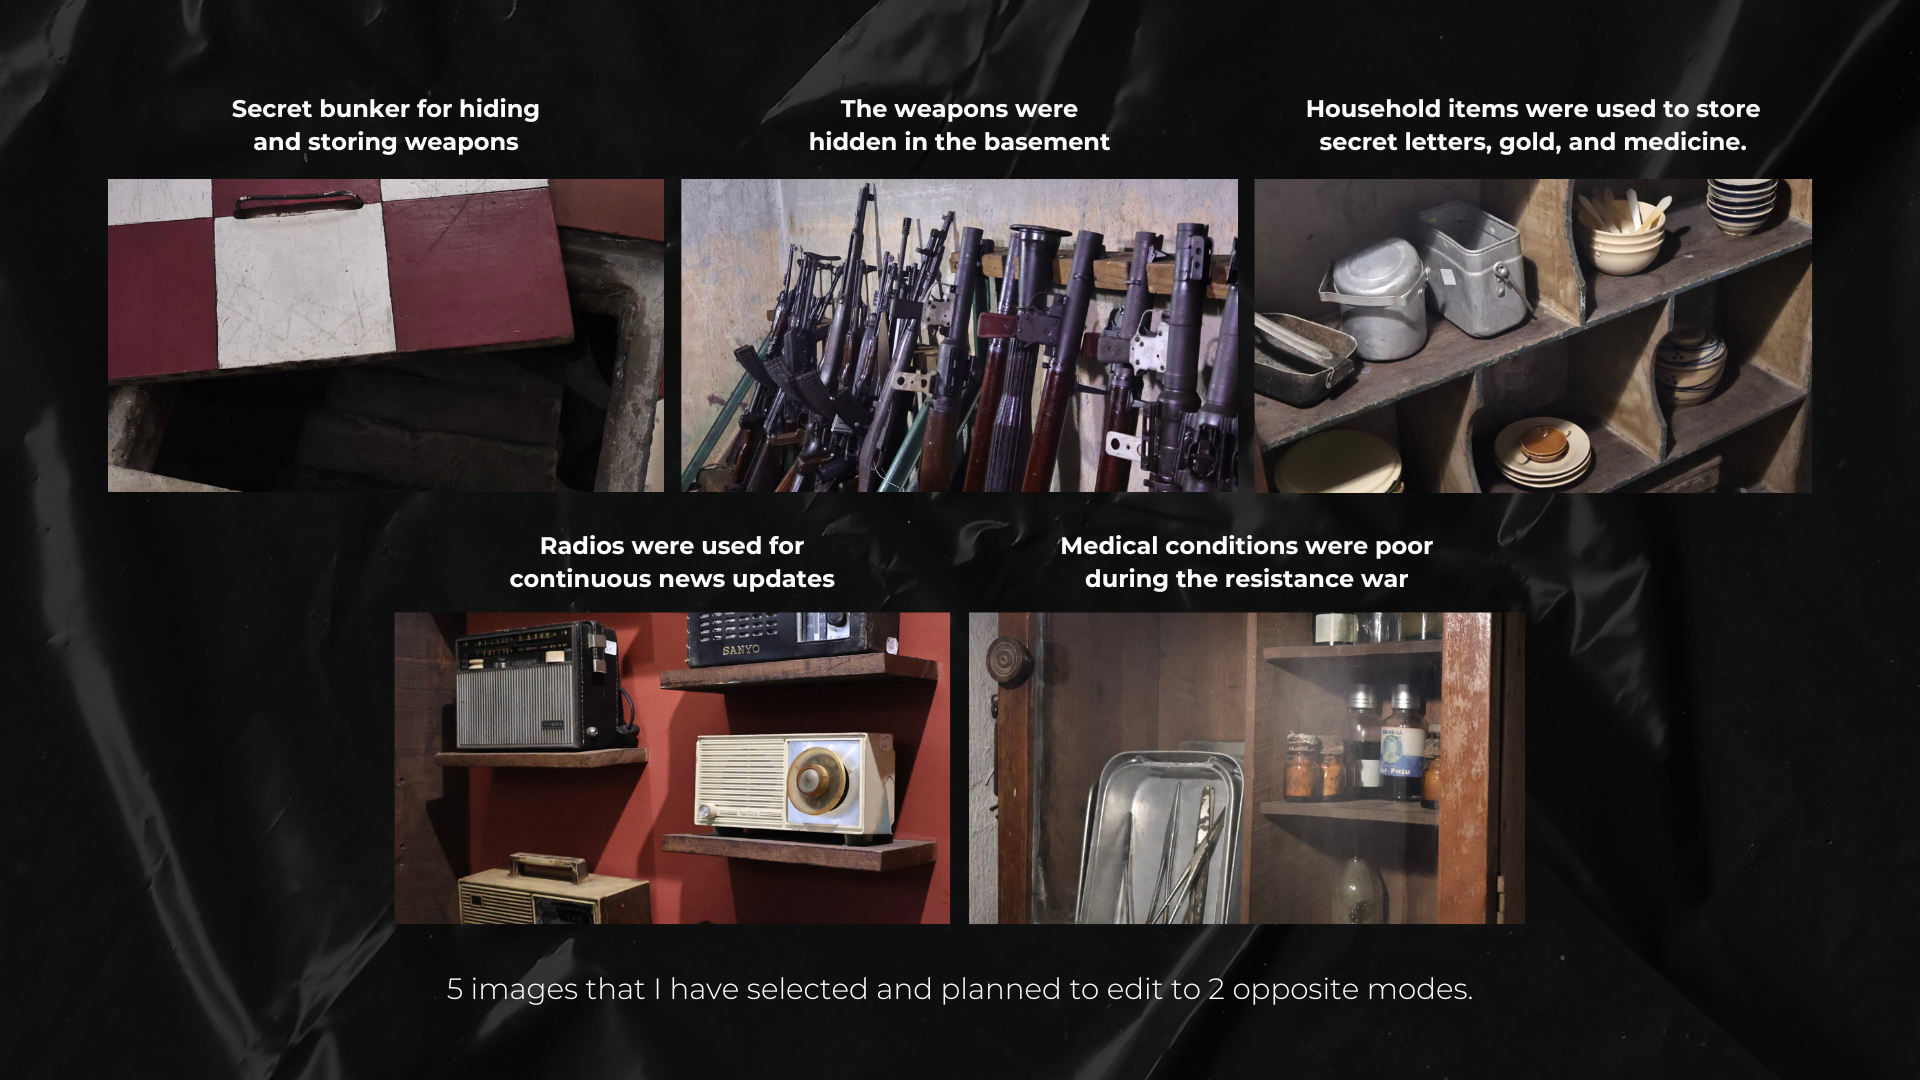 Secret bunker for hiding
and storing weapons
The weapons were
hidden in the basement
Household items were used to store
secret letters, gold, and medicine.
Radios were used for
continuous news updates
Medical conditions were poor
during the resistance war
SANYO
5 images that I have selected and planned to edit to 2 opposite modes.